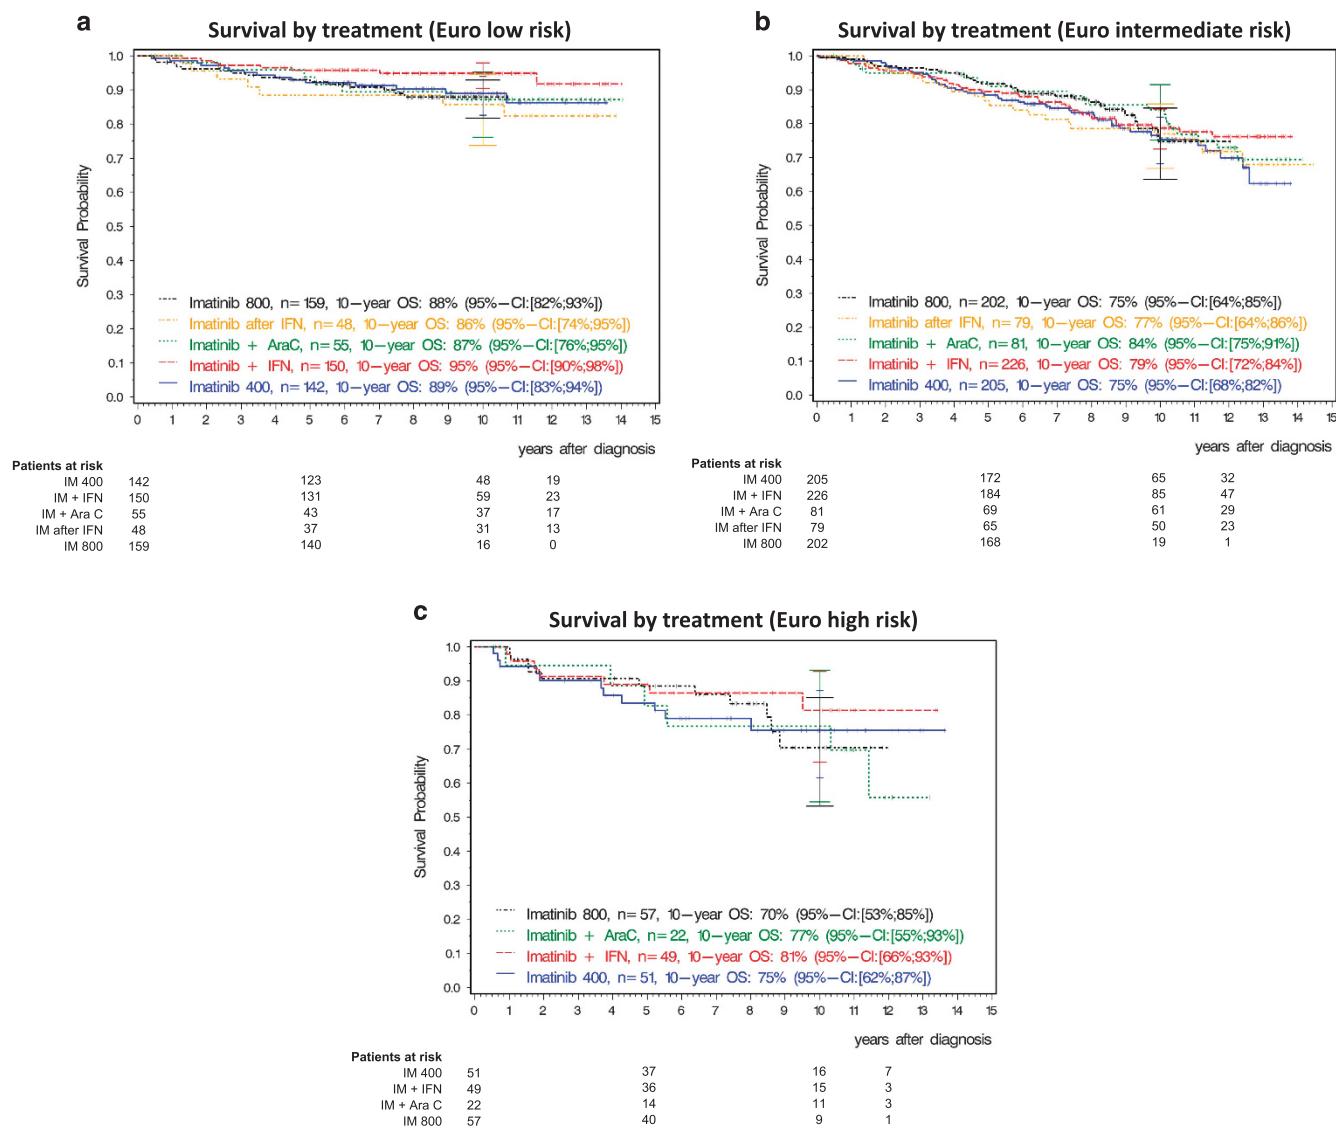 a
Survival by treatment (Euro low risk)
Survival Probability
1.0
0.9
0.8
0.7
0.6
0.5
0.4
0.3
0.2
0.1
0.0
Imatinib 800, n=159, 10-year OS: 88% (95%-CI:[82%;93%])
Imatinib after IFN, n=48, 10-year OS: 86% (95%-CI:[74%;95%])
Imatinib + AraC, n=55, 10-year OS: 87% (95%-CI:[76%;95%])
Imatinib + IFN, n=150, 10-year OS: 95% (95%-CI:[90%;98%])
Imatinib 400, n=142, 10-year OS: 89% (95%-CI:[83%;94%])
0 1 2 3 4 5 6 7 8 9 10 11 12 13 14 15
years after diagnosis
Patients at risk
IM 400 142 123 48 19
IM + IFN 150 131 59 23
IM + Ara C 55 43 37 17
IM after IFN 48 37 31 13
IM 800 159 140 16 0
b
Survival by treatment (Euro intermediate risk)
Survival Probability
1.0
0.9
0.8
0.7
0.6
0.5
0.4
0.3
0.2
0.1
0.0
Imatinib 800, n=202, 10-year OS: 75% (95%-CI:[64%;85%])
Imatinib after IFN, n=79, 10-year OS: 77% (95%-CI:[64%;86%])
Imatinib + AraC, n=81, 10-year OS: 84% (95%-CI:[75%;91%])
Imatinib + IFN, n=226, 10-year OS: 79% (95%-CI:[72%;84%])
Imatinib 400, n=205, 10-year OS: 75% (95%-CI:[68%;82%])
0 1 2 3 4 5 6 7 8 9 10 11 12 13 14 15
years after diagnosis
Patients at risk
IM 400 205 172 65 32
IM + IFN 226 184 85 47
IM + Ara C 81 69 61 29
IM after IFN 79 65 50 23
IM 800 202 168 19 1
c
Survival by treatment (Euro high risk)
Survival Probability
1.0
0.9
0.8
0.7
0.6
0.5
0.4
0.3
0.2
0.1
0.0
Imatinib 800, n=57, 10-year OS: 70% (95%-CI:[53%;85%])
Imatinib + AraC, n=22, 10-year OS: 77% (95%-CI:[55%;93%])
Imatinib + IFN, n=49, 10-year OS: 81% (95%-CI:[66%;93%])
Imatinib 400, n=51, 10-year OS: 75% (95%-CI:[62%;87%])
0 1 2 3 4 5 6 7 8 9 10 11 12 13 14 15
years after diagnosis
Patients at risk
IM 400 51 37 16 7
IM + IFN 49 36 15 3
IM + Ara C 22 14 11 3
IM 800 57 40 9 1